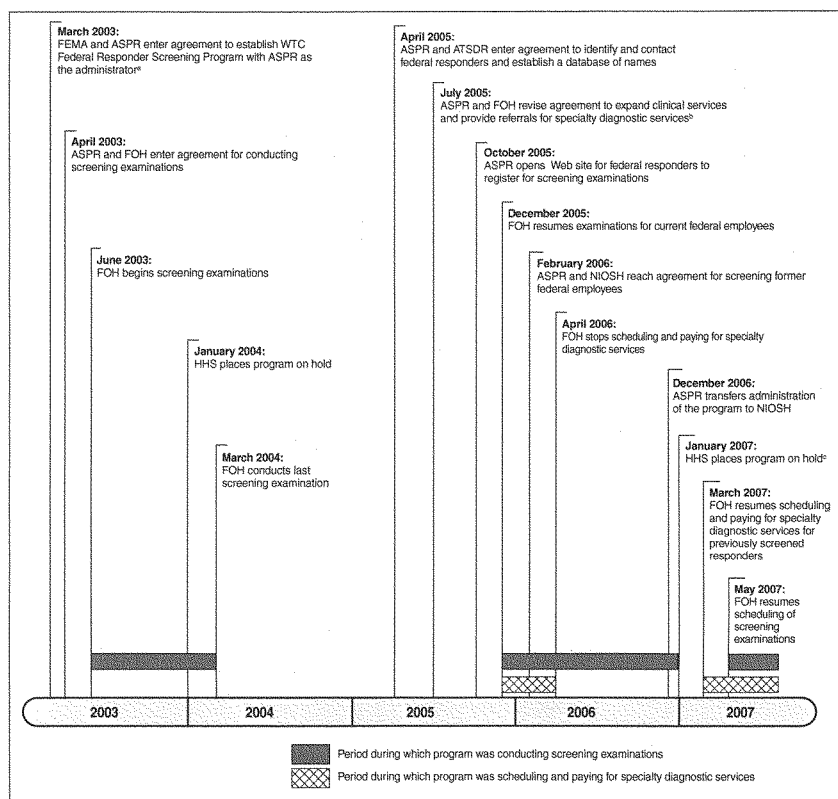 March 2003:
FEMA and ASPR enter agreement to establish WTC
Federal Responder Screening Program with ASPR as
the administratorᵃ
April 2003:
ASPR and FOH enter agreement for conducting
screening examinations
June 2003:
FOH begins screening examinations
January 2004:
HHS places program on hold
March 2004:
FOH conducts last
screening examination
April 2005:
ASPR and ATSDR enter agreement to identify and contact
federal responders and establish a database of names
July 2005:
ASPR and FOH revise agreement to expand clinical services
and provide referrals for specialty diagnostic servicesᵇ
October 2005:
ASPR opens Web site for federal responders to
register for screening examinations
December 2005:
FOH resumes examinations for current federal employees
February 2006:
ASPR and NIOSH reach agreement for screening former
federal employees
April 2006:
FOH stops scheduling and paying for specialty
diagnostic services
December 2006:
ASPR transfers administration
of the program to NIOSH
January 2007:
HHS places program on holdᶜ
March 2007:
FOH resumes scheduling
and paying for specialty
diagnostic services for
previously screened
responders
May 2007:
FOH resumes
scheduling of
screening
examinations
2003 2004 2005 2006 2007
Period during which program was conducting screening examinations
Period during which program was scheduling and paying for specialty diagnostic services